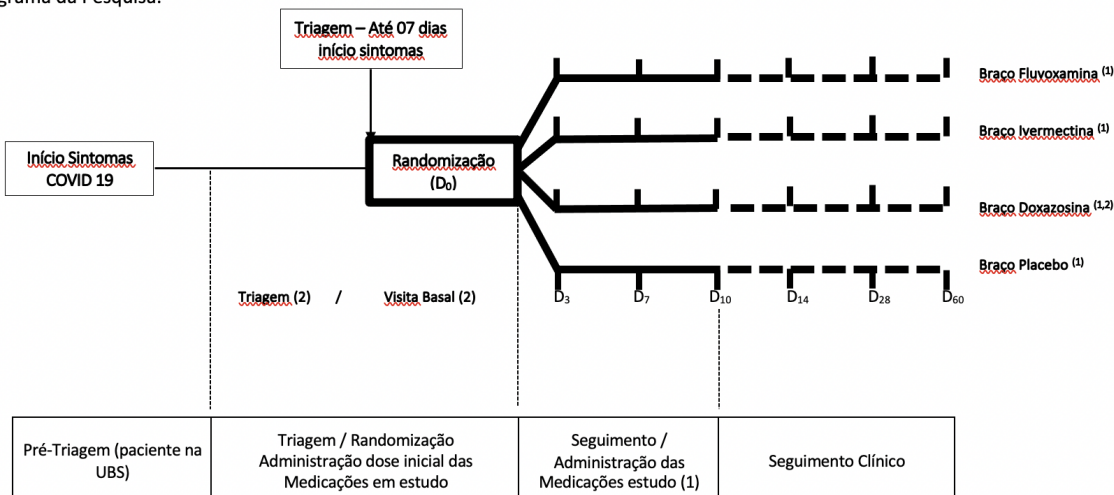 grama da Pesquisa:
Triagem – Até 07 dias
início sintomas
Início Sintomas
COVID 19
Randomização
(D₀)
Braço Fluvoxamina (1)
Braço Ivermectina (1)
Braço Doxazosina (1,2)
Braço Placebo (1)
Triagem (2) / Visita Basal (2)
D₃ D₇ D₁₀ D₁₄ D₂₈ D₆₀
Pré-Triagem (paciente na
UBS)
Triagem / Randomização
Administração dose inicial das
Medicações em estudo
Seguimento /
Administração das
Medicações estudo (1)
Seguimento Clínico